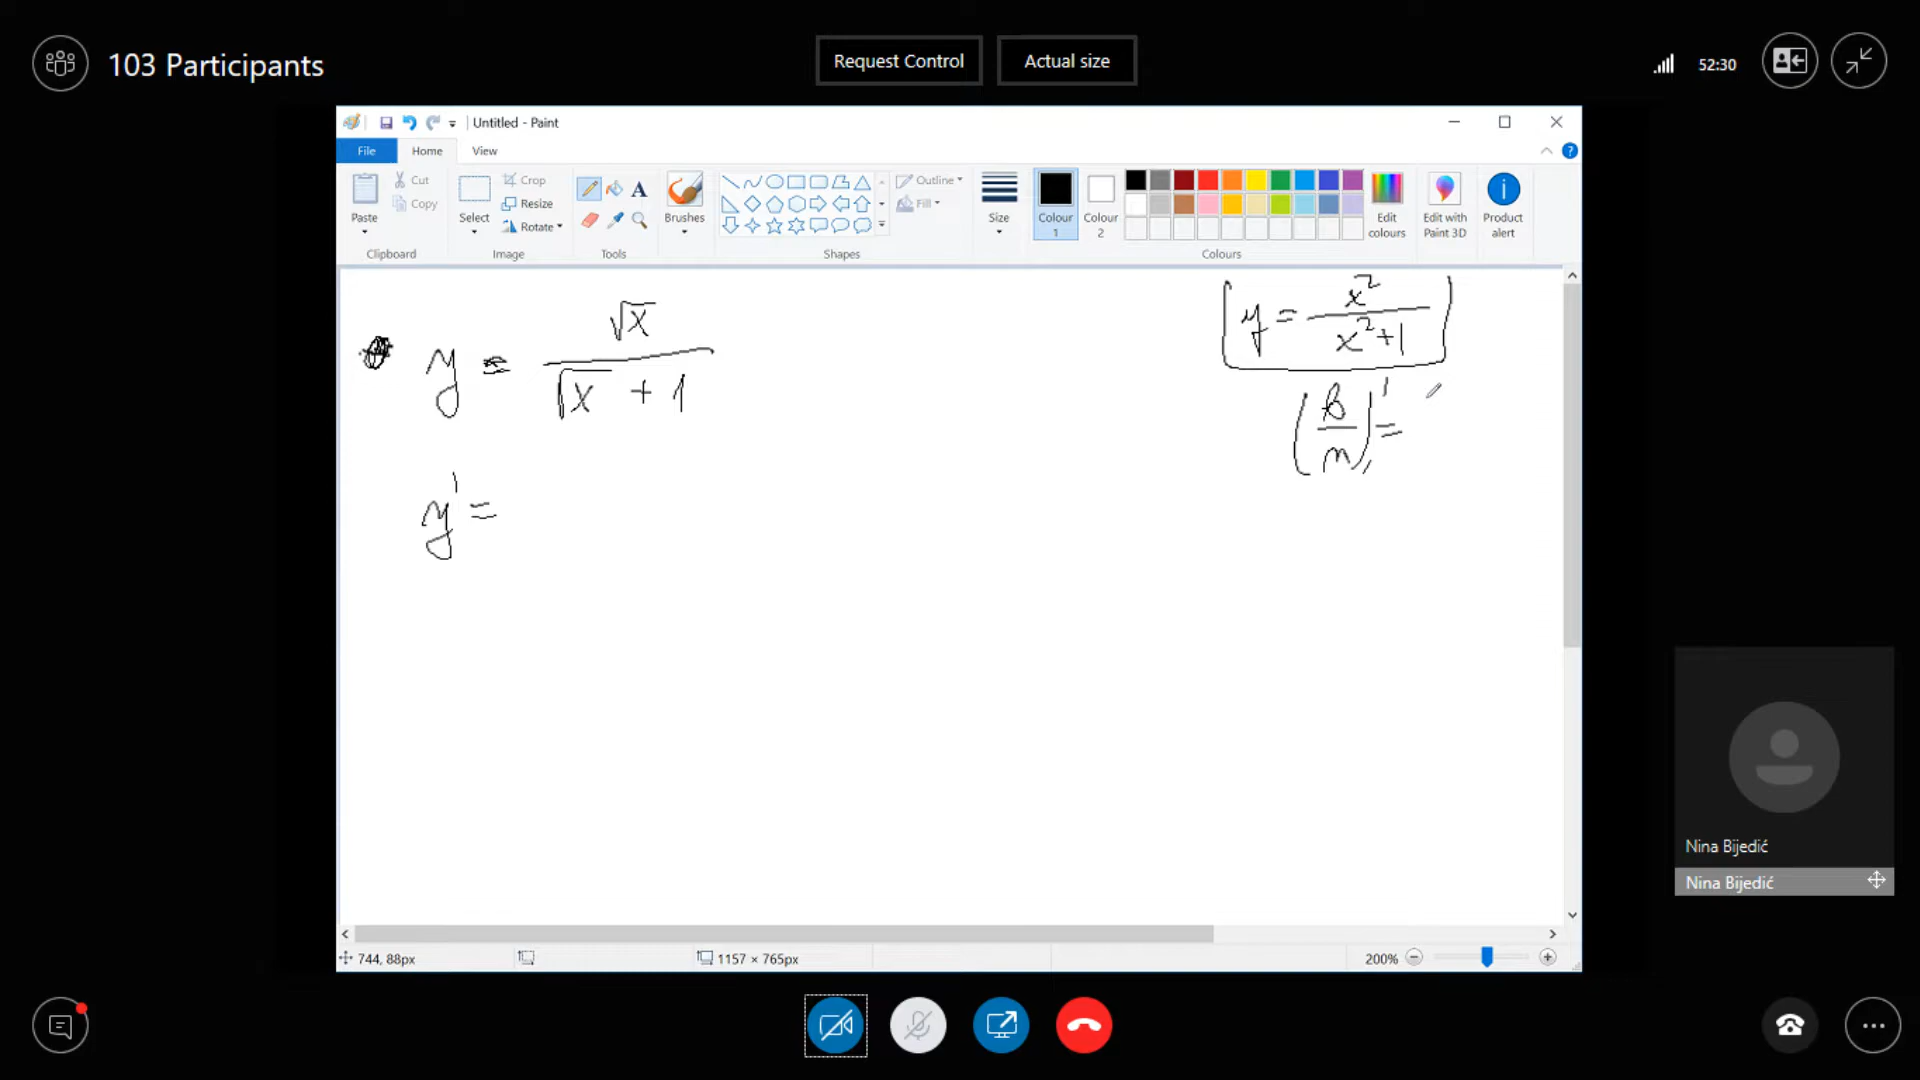 103 Participants
Request Control
Actual size
52:30
Untitled - Paint
File
Home
View
Paste
Cut
Copy
Clipboard
Select
Crop
Resize
Rotate
Image
A
Tools
Brushes
Shapes
Outline
Fill
Size
Colour 1
Colour 2
Edit colours
Edit with Paint 3D
Product alert
Colours
y = √x / (√x + 1)
y = x² / (x²+1)
(B/n)' =
y' =
744, 88px
1157 × 765px
200%
Nina Bijedić
Nina Bijedić